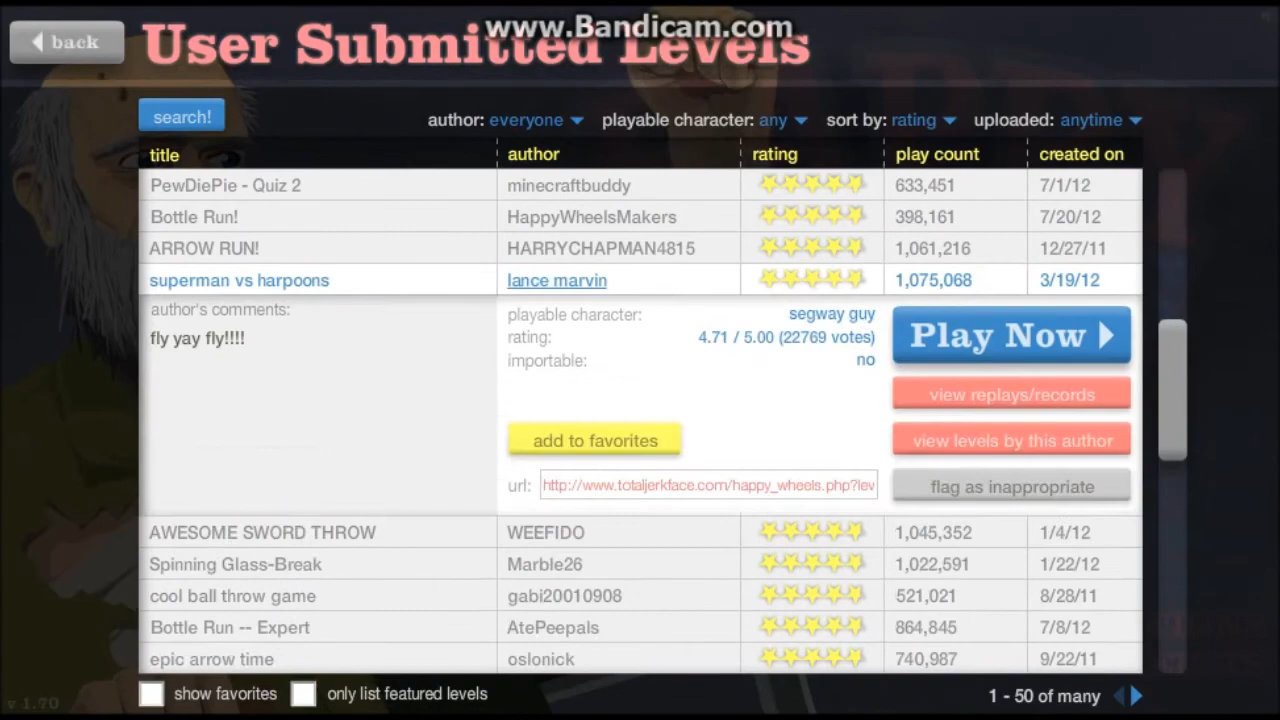 www.Bandicam.com
back
User Submitted Levels
search!
author: everyone playable character: any sort by: rating uploaded: anytime
title author rating play count created on
PewDiePie - Quiz 2 minecraftbuddy 633,451 7/1/12
Bottle Run! HappyWheelsMakers 398,161 7/20/12
ARROW RUN! HARRYCHAPMAN4815 1,061,216 12/27/11
superman vs harpoons lance marvin 1,075,068 3/19/12
author's comments:
fly yay fly!!!!
playable character: segway guy
rating: 4.71 / 5.00 (22769 votes)
importable: no
add to favorites
url: http://www.totaljerkface.com/happy_wheels.php?lev
Play Now
view replays/records
view levels by this author
flag as inappropriate
AWESOME SWORD THROW WEEFIDO 1,045,352 1/4/12
Spinning Glass-Break Marble26 1,022,591 1/22/12
cool ball throw game gabi20010908 521,021 8/28/11
Bottle Run -- Expert AtePeepals 864,845 7/8/12
epic arrow time oslonick 740,987 9/22/11
show favorites only list featured levels 1 - 50 of many
v 1.70